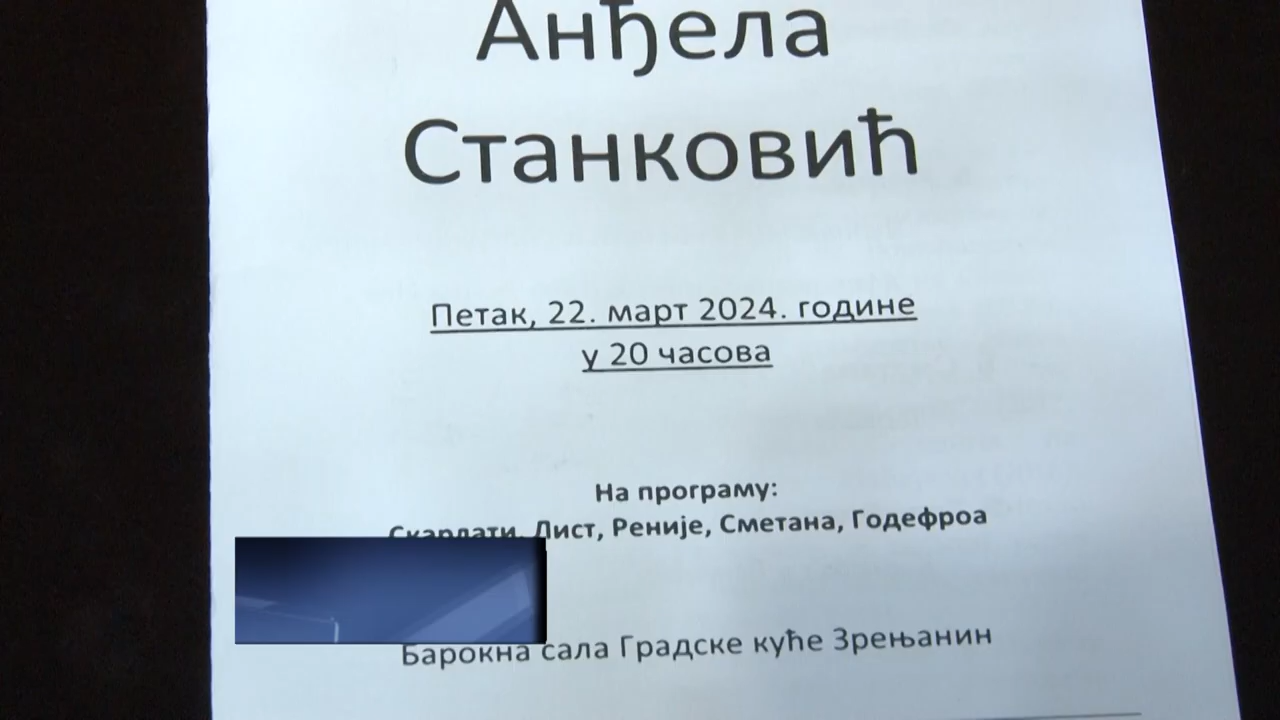 Анђела
Станковић
Петак, 22. март 2024. године
у 20 часова
На програму:
Скарлати, Лист, Реније, Сметана, Годефроа
Барокна сала Градске куће Зрењанин